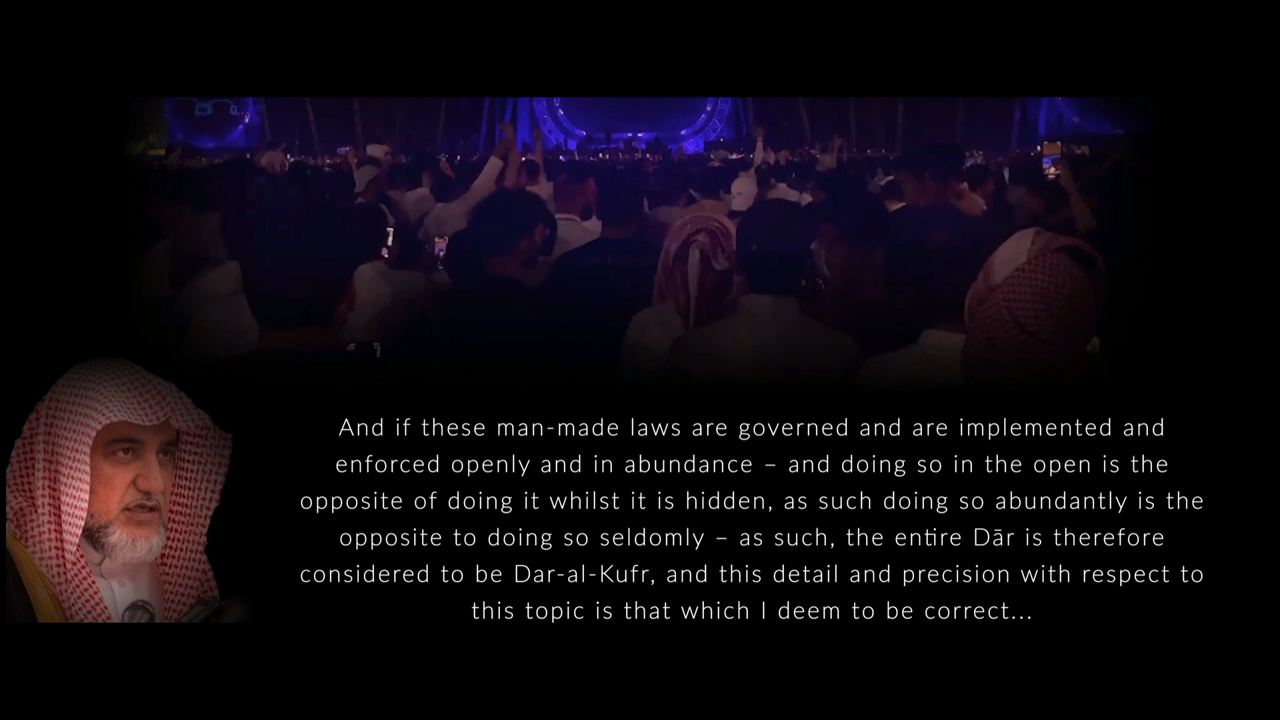 And if these man-made laws are governed and are implemented and
enforced openly and in abundance – and doing so in the open is the
opposite of doing it whilst it is hidden, as such doing so abundantly is the
opposite to doing so seldomly – as such, the entire Dār is therefore
considered to be Dar-al-Kufr, and this detail and precision with respect to
this topic is that which I deem to be correct...